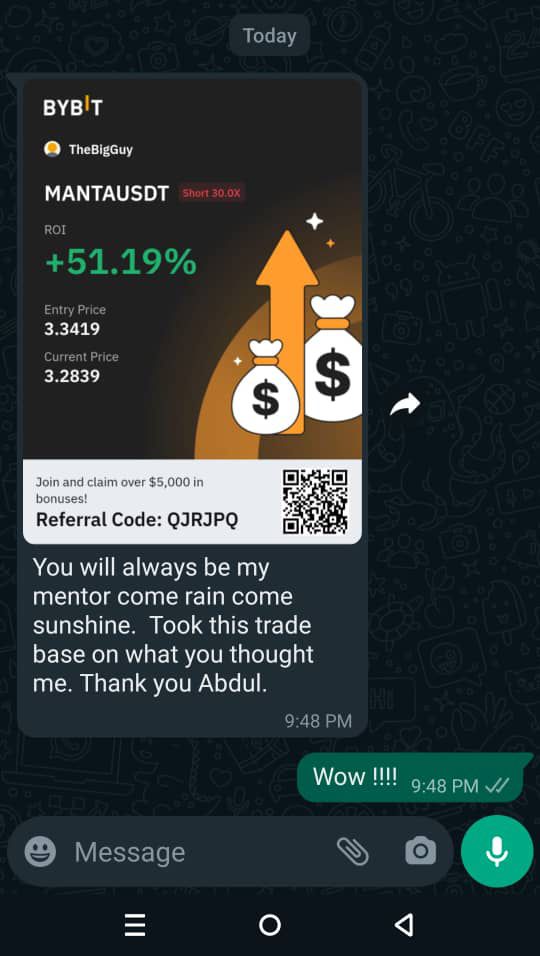 Today
BYBIT
TheBigGuy
MANTAUSDT Short 30.0X
ROI
+51.19%
Entry Price
3.3419
Current Price
3.2839
$ $
Join and claim over $5,000 in
bonuses!
Referral Code: QJRJPQ
You will always be my
mentor come rain come
sunshine. Took this trade
base on what you thought
me. Thank you Abdul.
9:48 PM
Wow !!!! 9:48 PM
Message